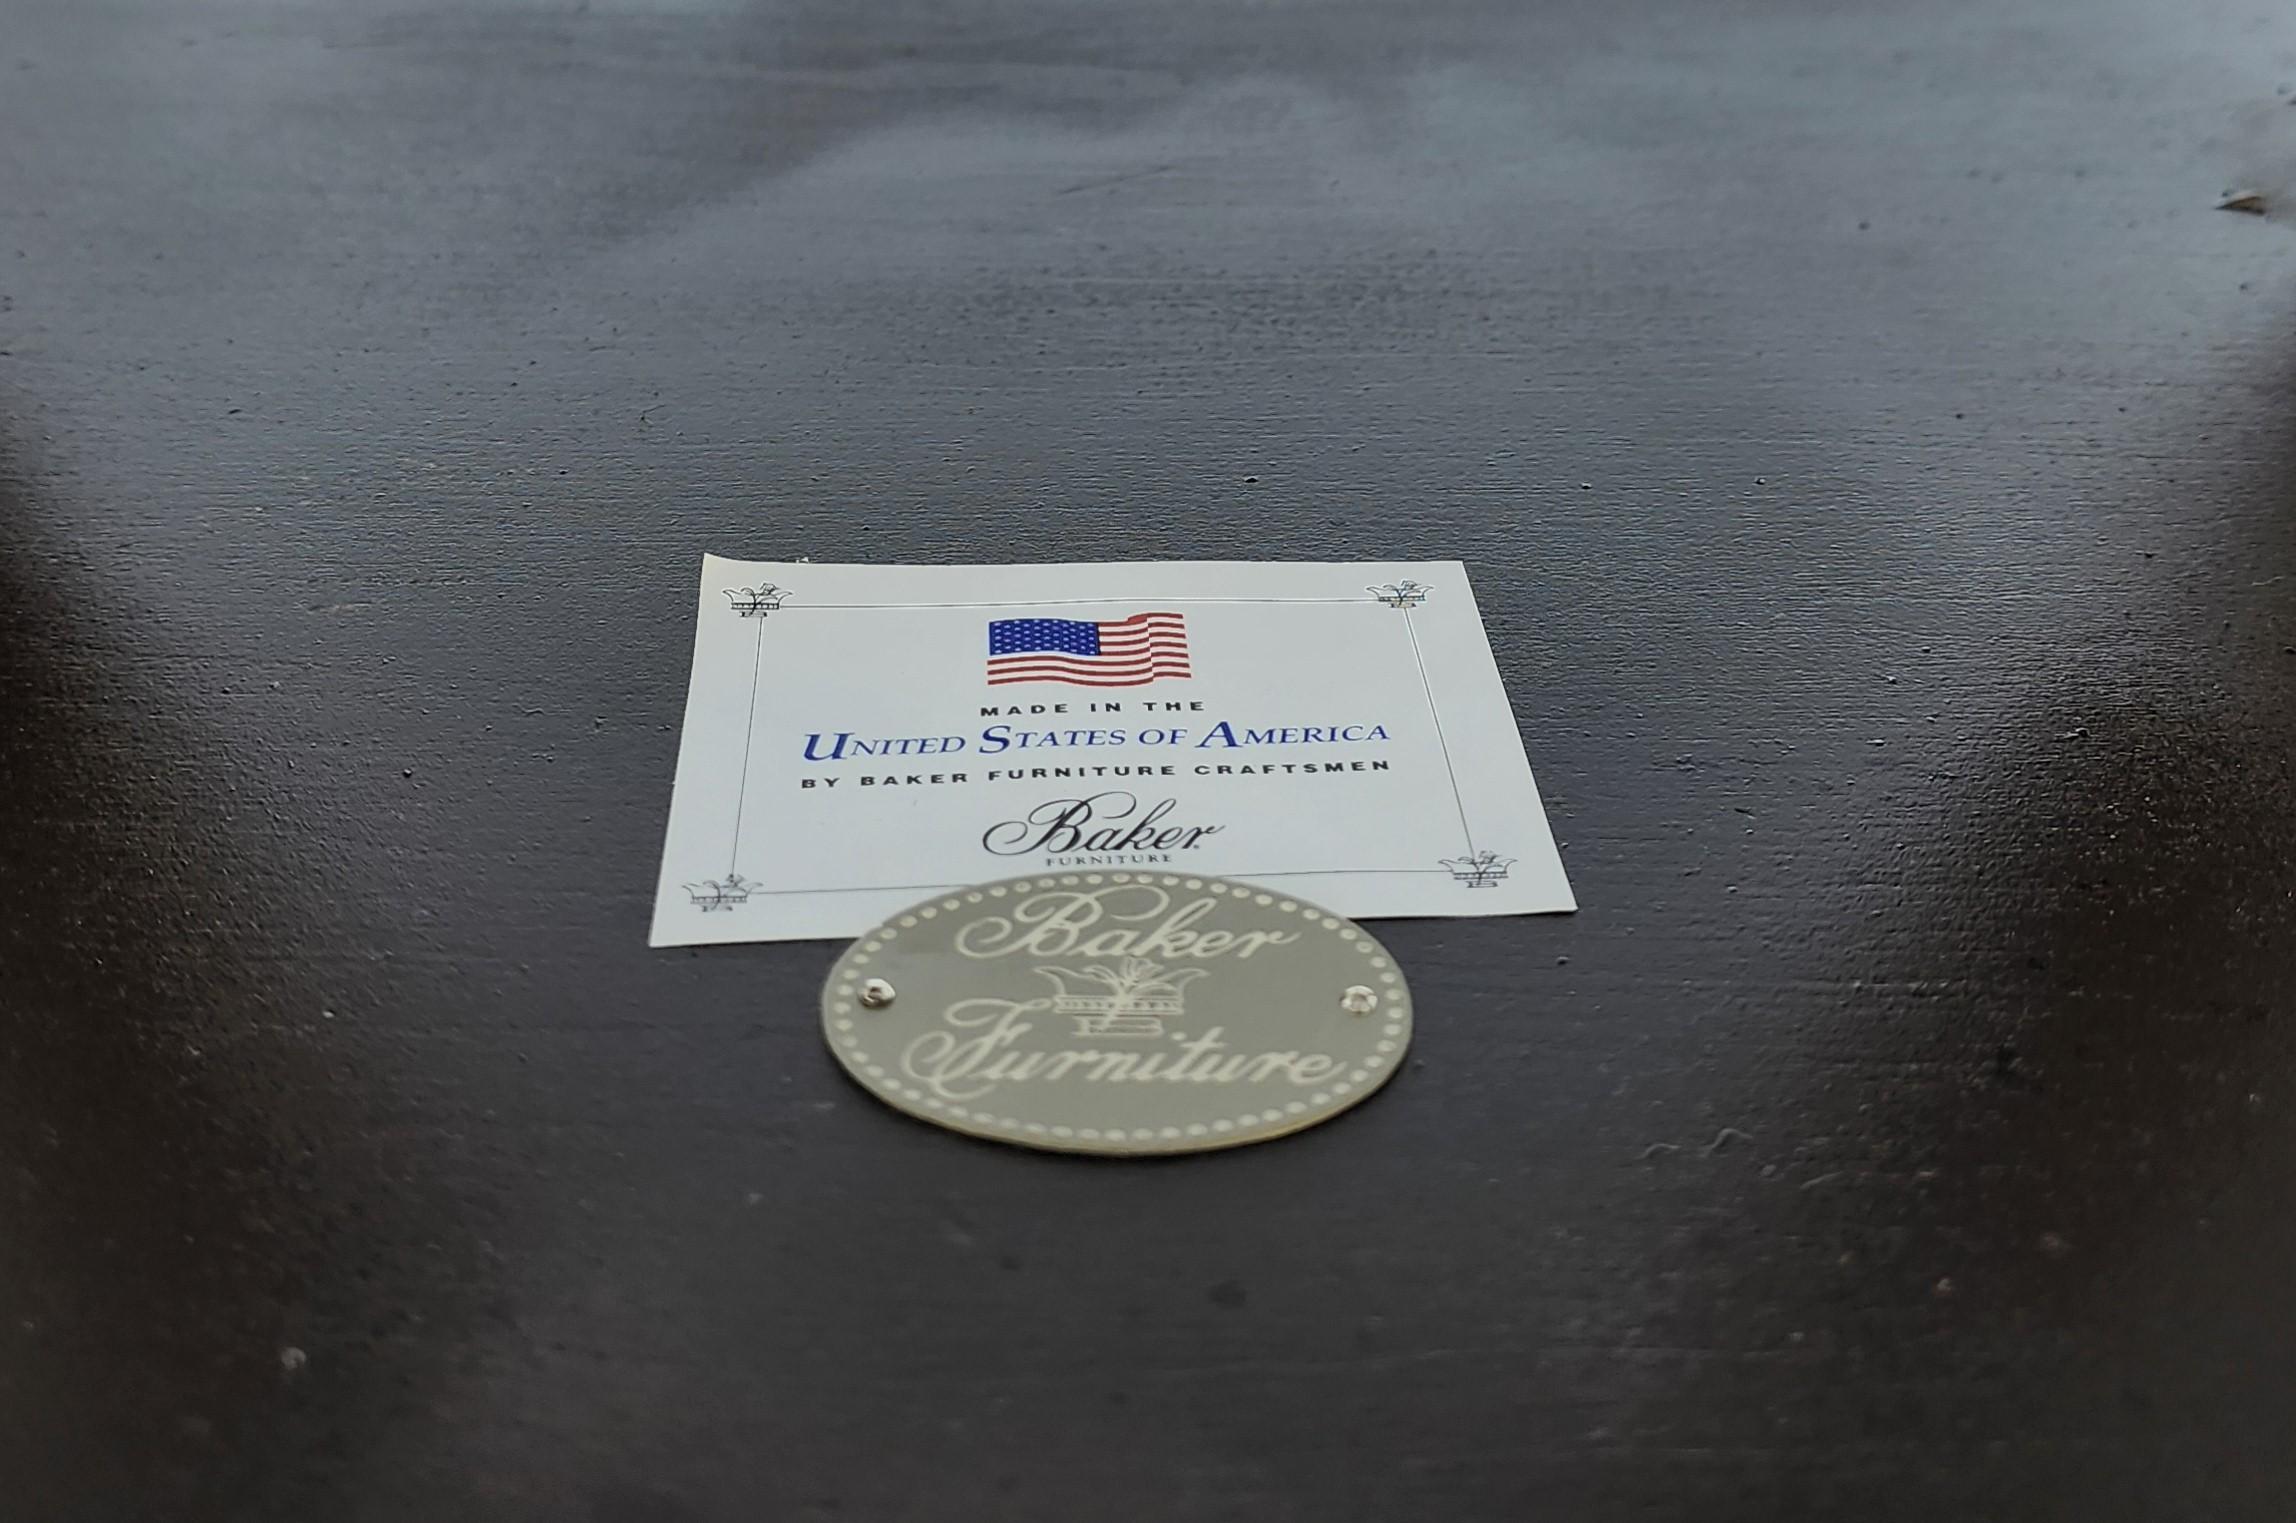 MADE IN THE
UNITED STATES OF AMERICA
BY BAKER FURNITURE CRAFTSMEN
Baker
FURNITURE
Baker
Furniture